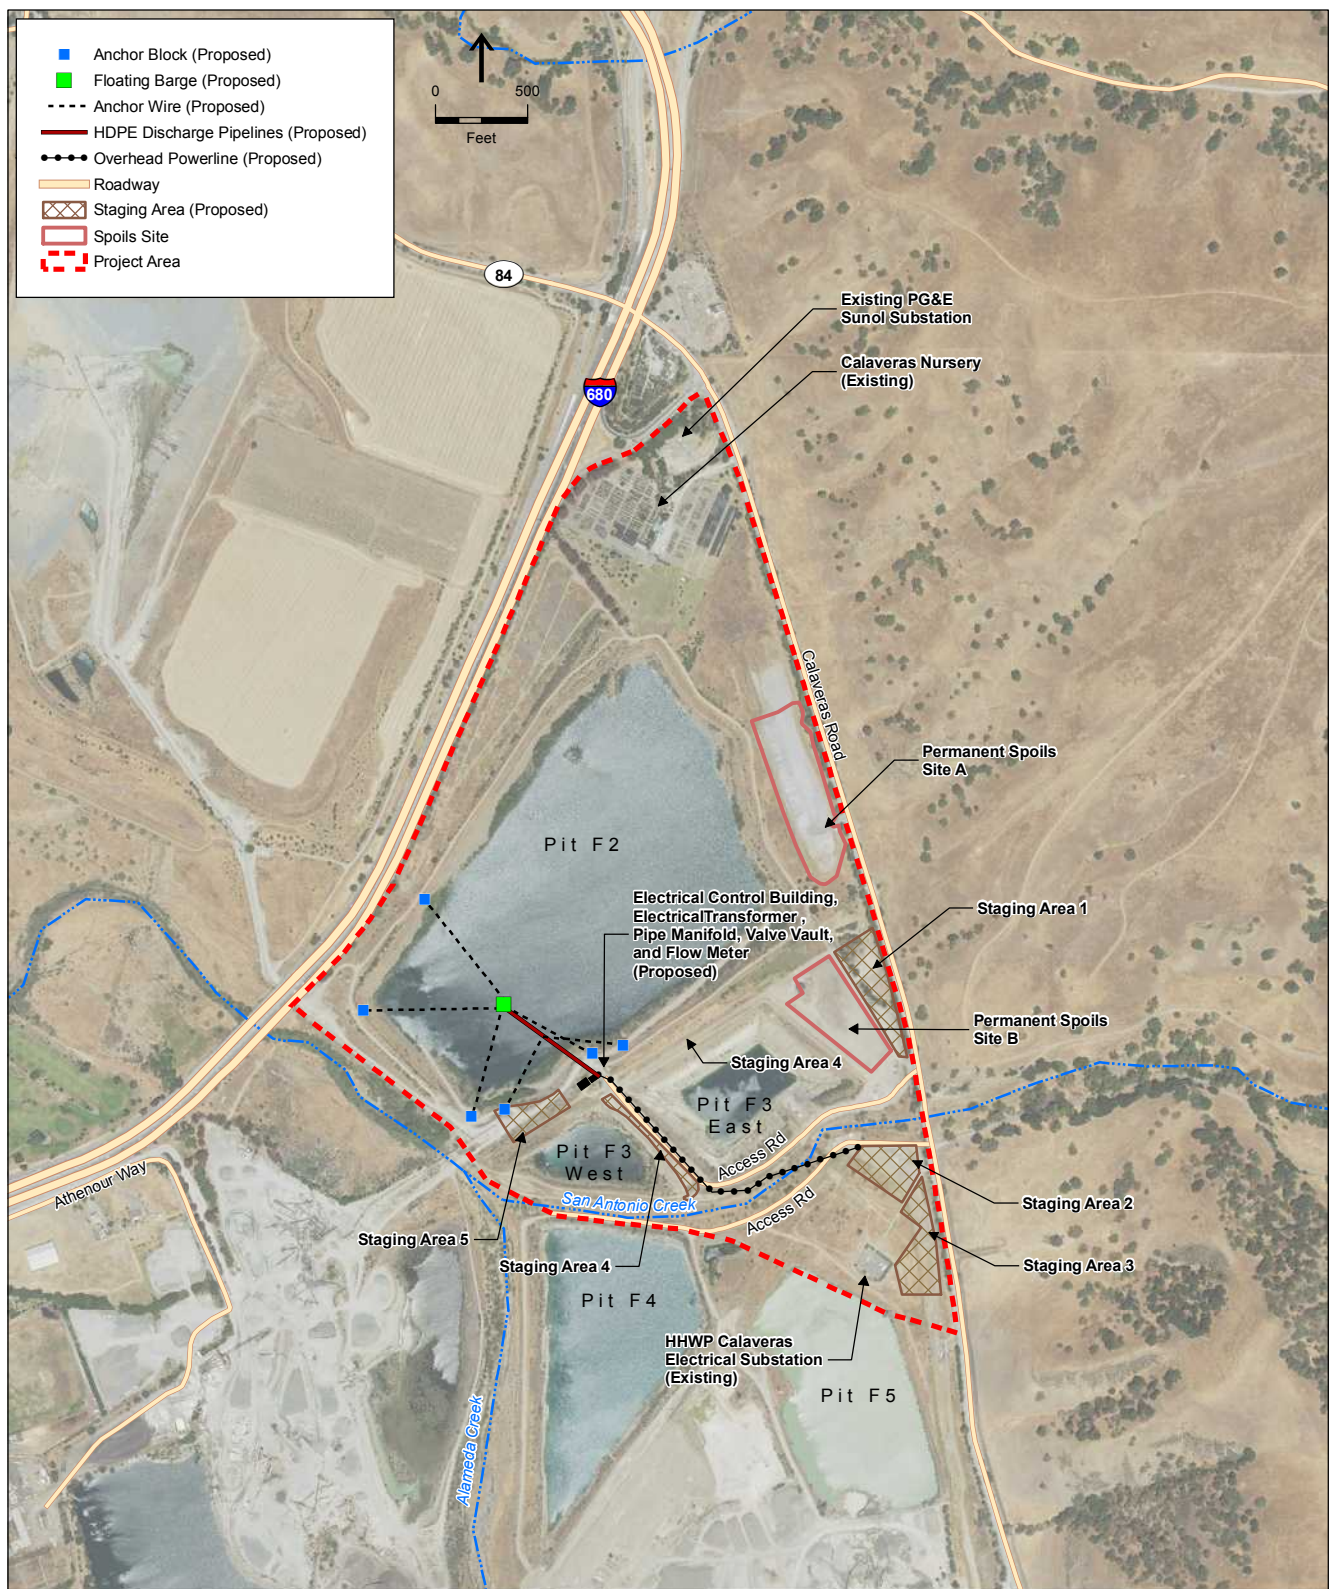 Anchor Block (Proposed)
Floating Barge (Proposed)
Anchor Wire (Proposed)
HDPE Discharge Pipelines (Proposed)
Overhead Powerline (Proposed)
Roadway
Staging Area (Proposed)
Spoils Site
Project Area
0 500
Feet
84
680
Existing PG&E
Sunol Substation
Calaveras Nursery
(Existing)
Calaveras Road
Permanent Spoils
Site A
Pit F2
Electrical Control Building,
ElectricalTransformer ,
Pipe Manifold, Valve Vault,
and Flow Meter
(Proposed)
Staging Area 1
Permanent Spoils
Site B
Staging Area 4
Pit F3
East
Access Rd
Pit F3
West
Athenour Way
San Antonio Creek
Access Rd
Staging Area 2
Staging Area 5
Staging Area 4
Staging Area 3
Pit F4
HHWP Calaveras
Electrical Substation
(Existing)
Pit F5
Alameda Creek